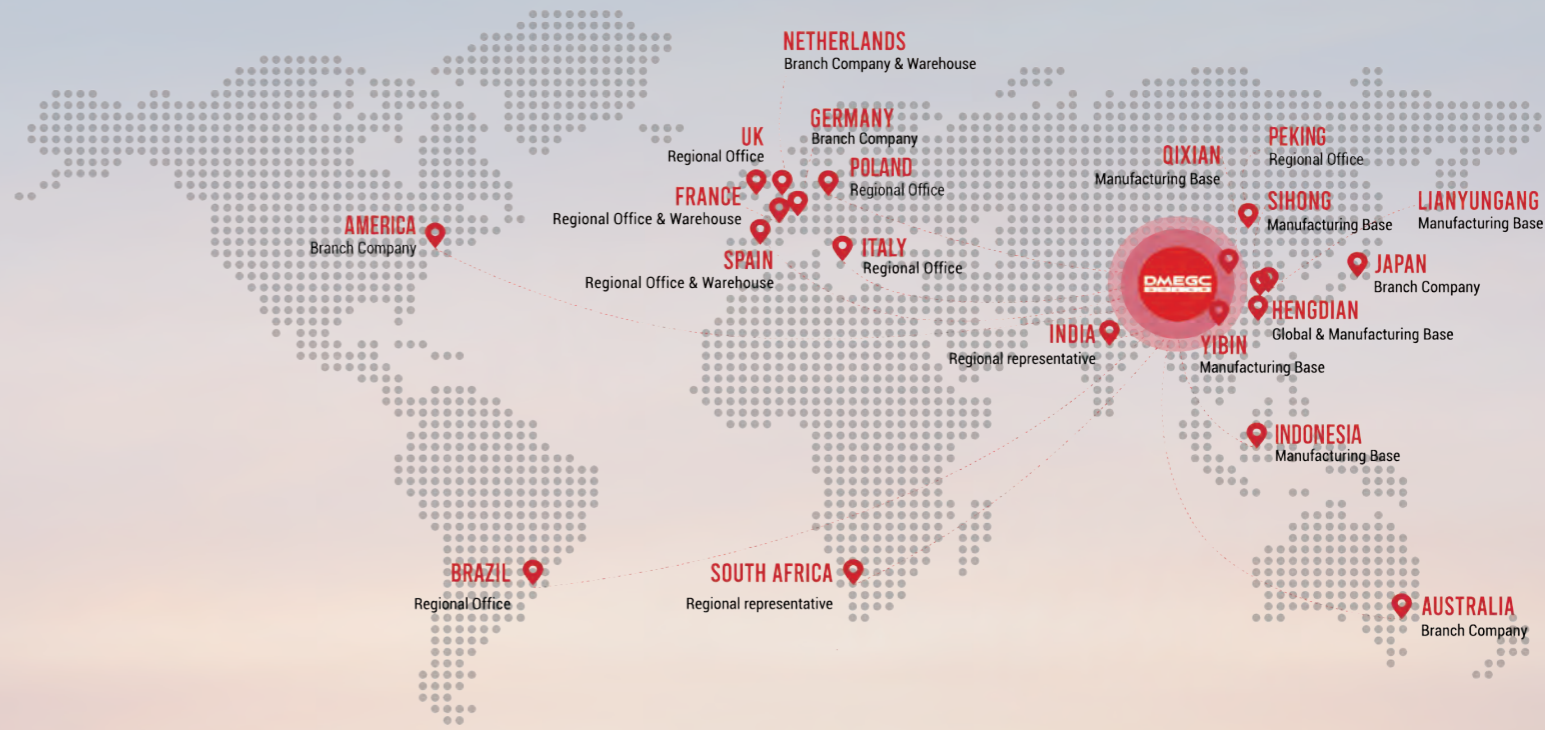 NETHERLANDS
Branch Company & Warehouse
GERMANY
Branch Company
UK
Regional Office
POLAND
Regional Office
FRANCE
Regional Office & Warehouse
AMERICA
Branch Company
SPAIN
Regional Office & Warehouse
ITALY
Regional Office
PEKING
Regional Office
QIXIAN
Manufacturing Base
SIHONG
Manufacturing Base
LIANYUNGANG
Manufacturing Base
JAPAN
Branch Company
DMEGC
HENGDIAN
Global & Manufacturing Base
INDIA
Regional representative
YIBIN
Manufacturing Base
INDONESIA
Manufacturing Base
BRAZIL
Regional Office
SOUTH AFRICA
Regional representative
AUSTRALIA
Branch Company